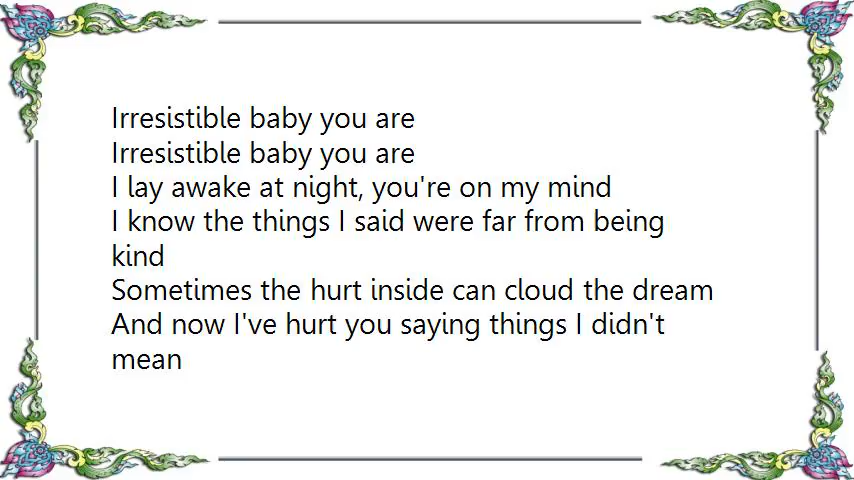 Irresistible baby you are
Irresistible baby you are
I lay awake at night, you're on my mind
I know the things I said were far from being
kind
Sometimes the hurt inside can cloud the dream
And now I've hurt you saying things I didn't
mean